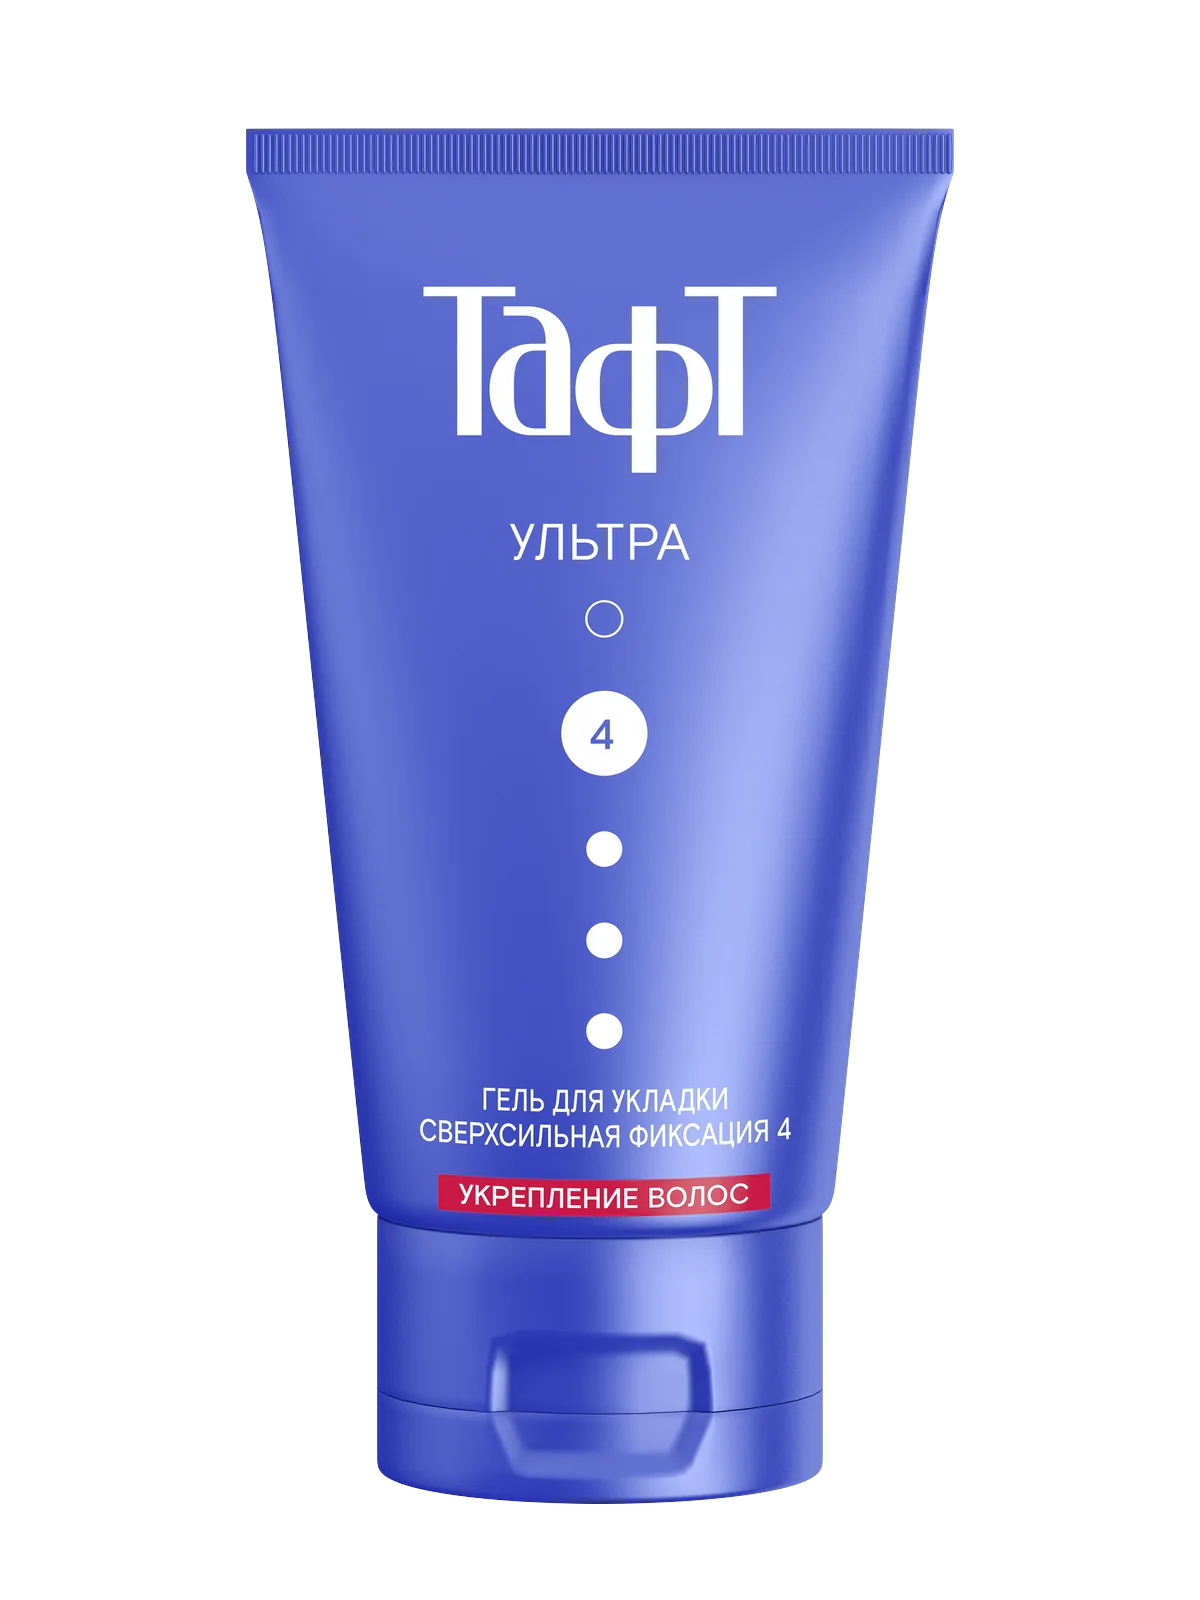 Тафт
УЛЬТРА
4
ГЕЛЬ ДЛЯ УКЛАДКИ
СВЕРХСИЛЬНАЯ ФИКСАЦИЯ 4
УКРЕПЛЕНИЕ ВОЛОС